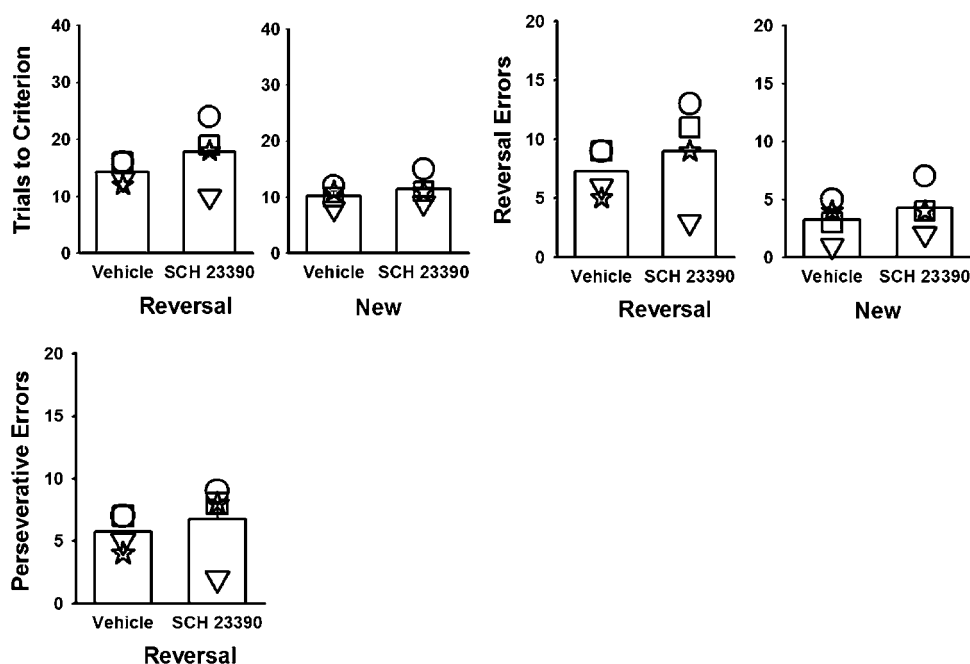 Trials to Criterion
40
30
20
10
0
Vehicle SCH 23390
Reversal
40
30
20
10
0
Vehicle SCH 23390
New
Reversal Errors
20
15
10
5
0
Vehicle SCH 23390
Reversal
20
15
10
5
0
Vehicle SCH 23390
New
Perseverative Errors
20
15
10
5
0
Vehicle SCH 23390
Reversal